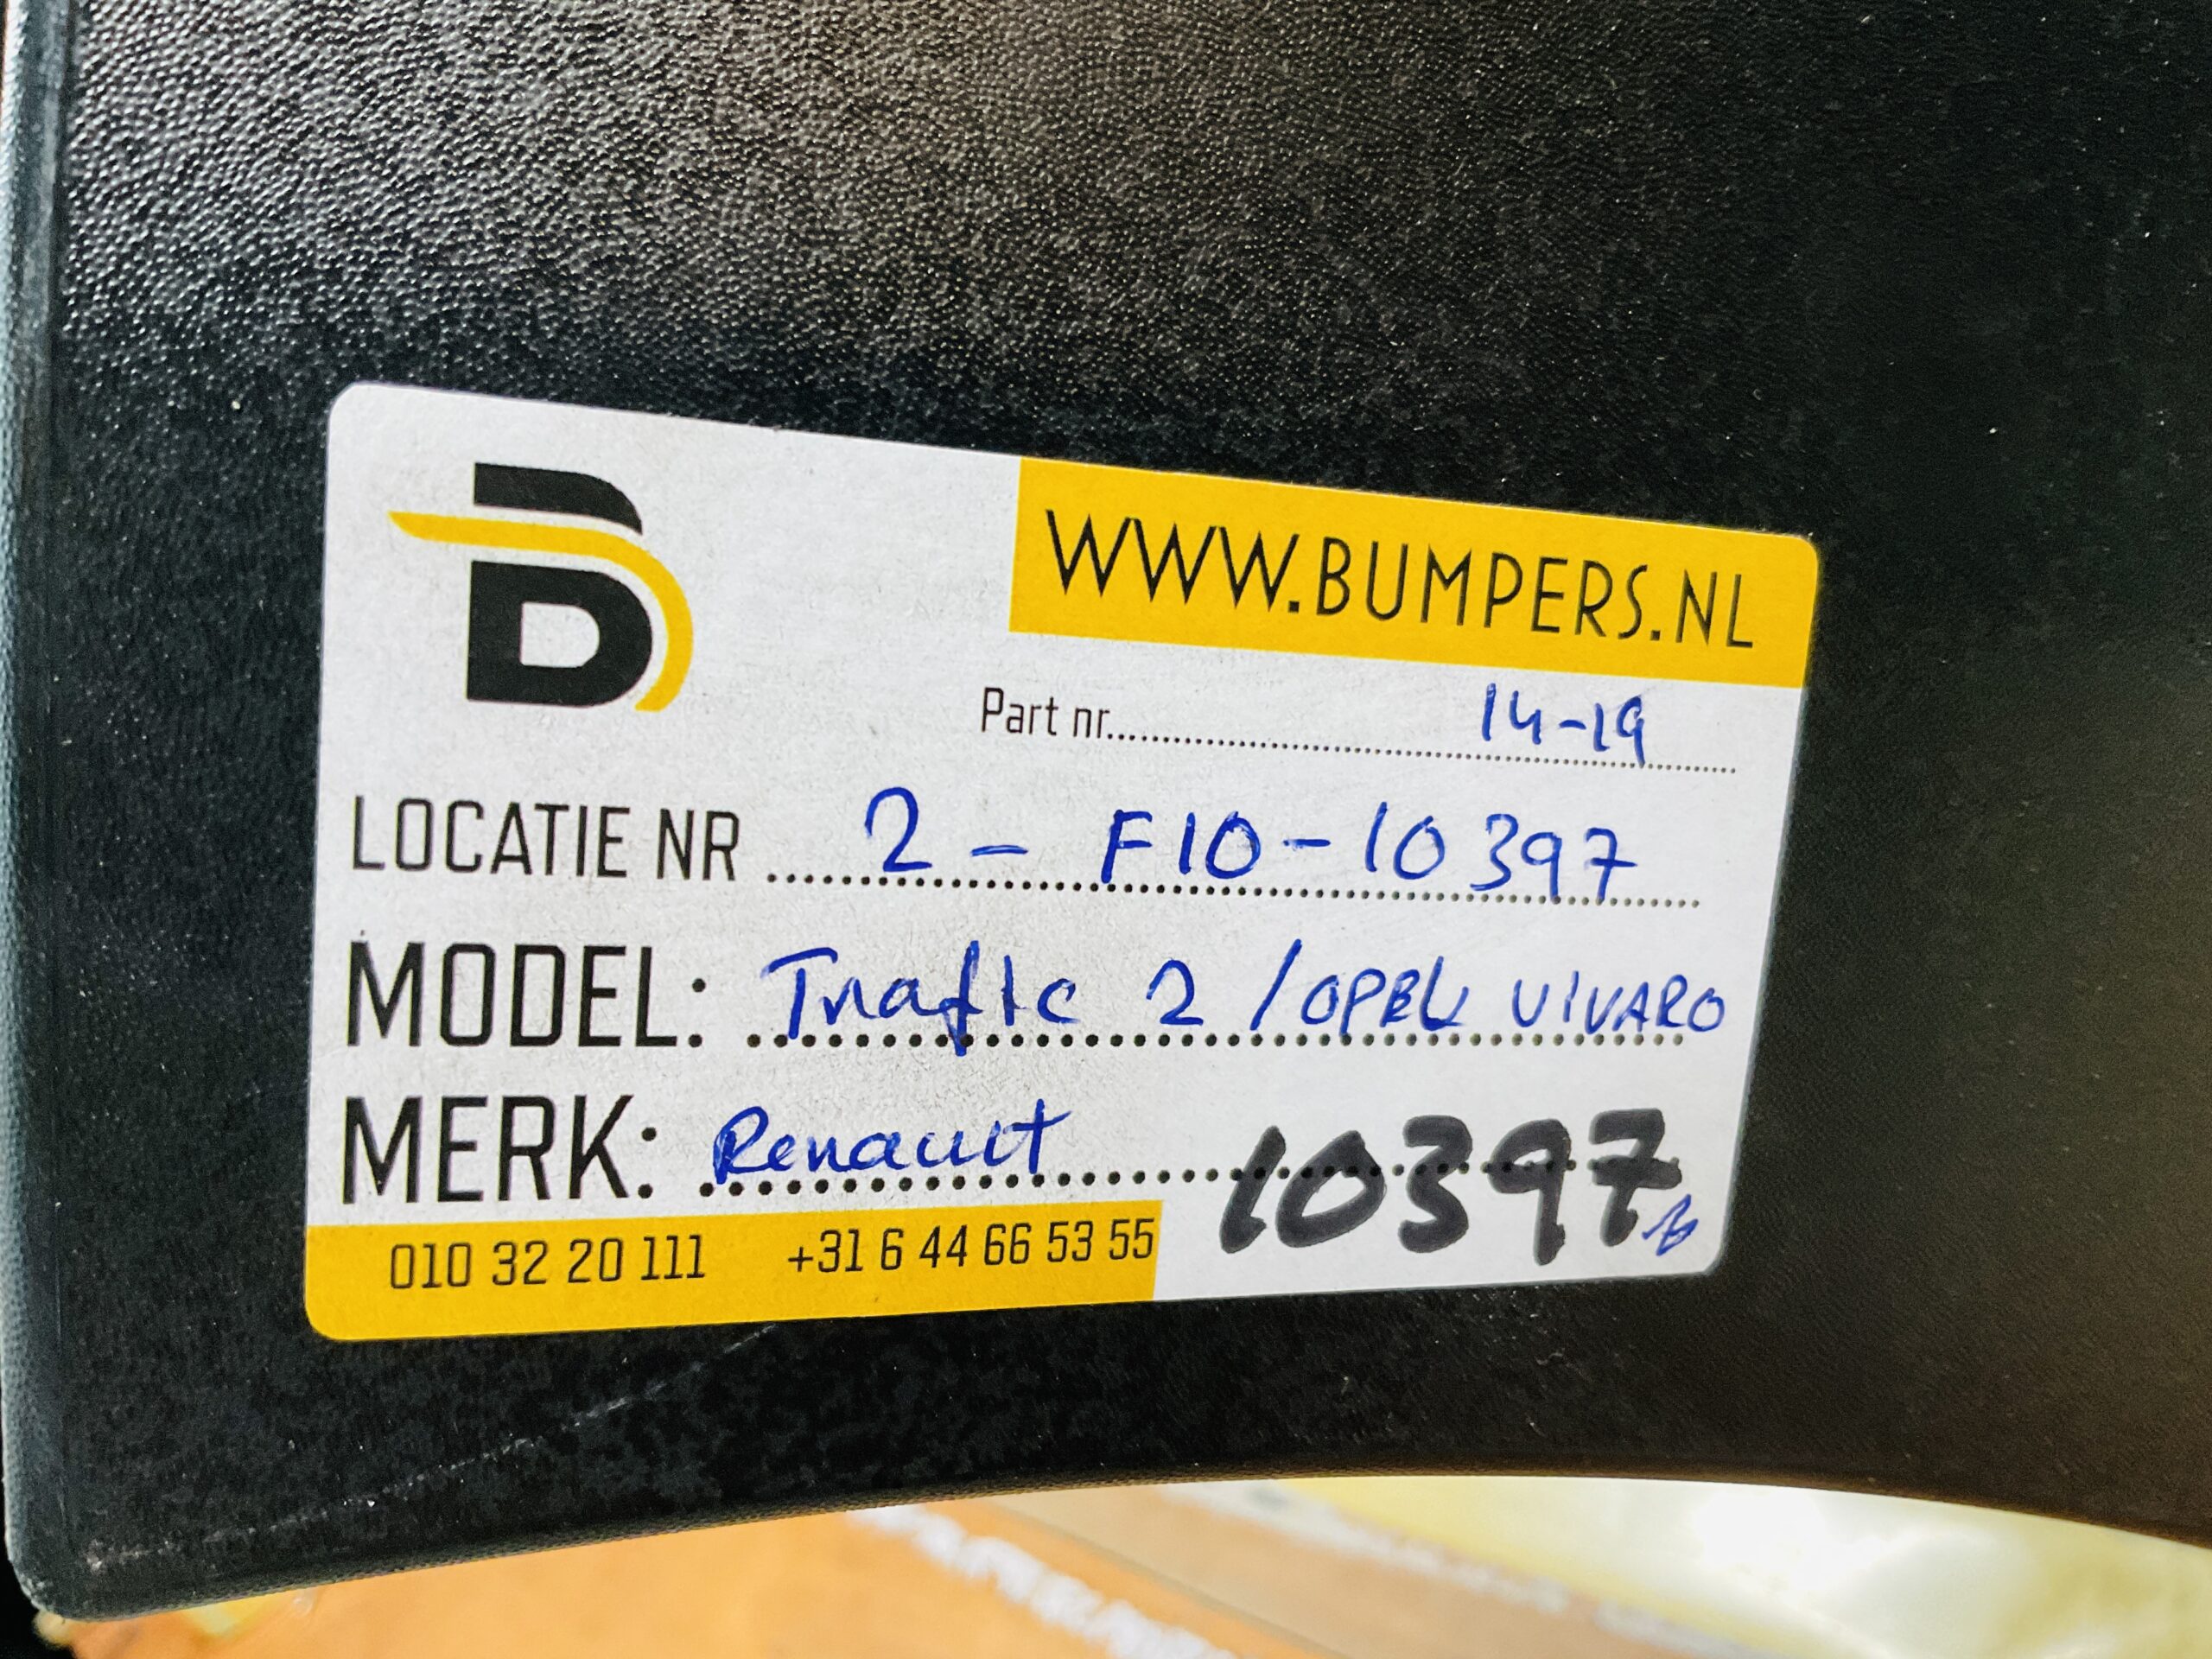 B
WWW.BUMPERS.NL
Part nr. 14-19
LOCATIE NR 2 - F10 - 10397
MODEL: Trafic 2 / OPEL VIVARO
MERK: Renault
10397
010 32 20 111 +31 6 44 66 53 55